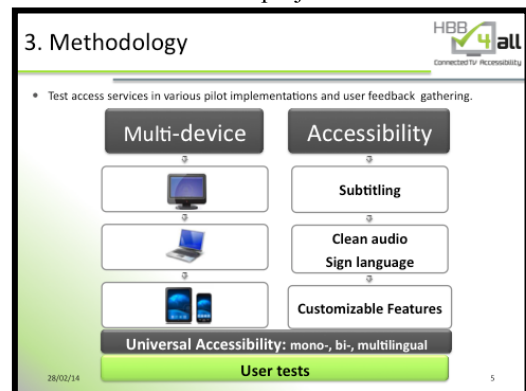 3. Methodology
HBB4all
Connected TV Accessibility
• Test access services in various pilot implementations and user feedback gathering.
Multi-device
Accessibility
Subtitling
Clean audio
Sign language
Customizable Features
Universal Accessibility: mono-, bi-, multilingual
User tests
28/02/14
5